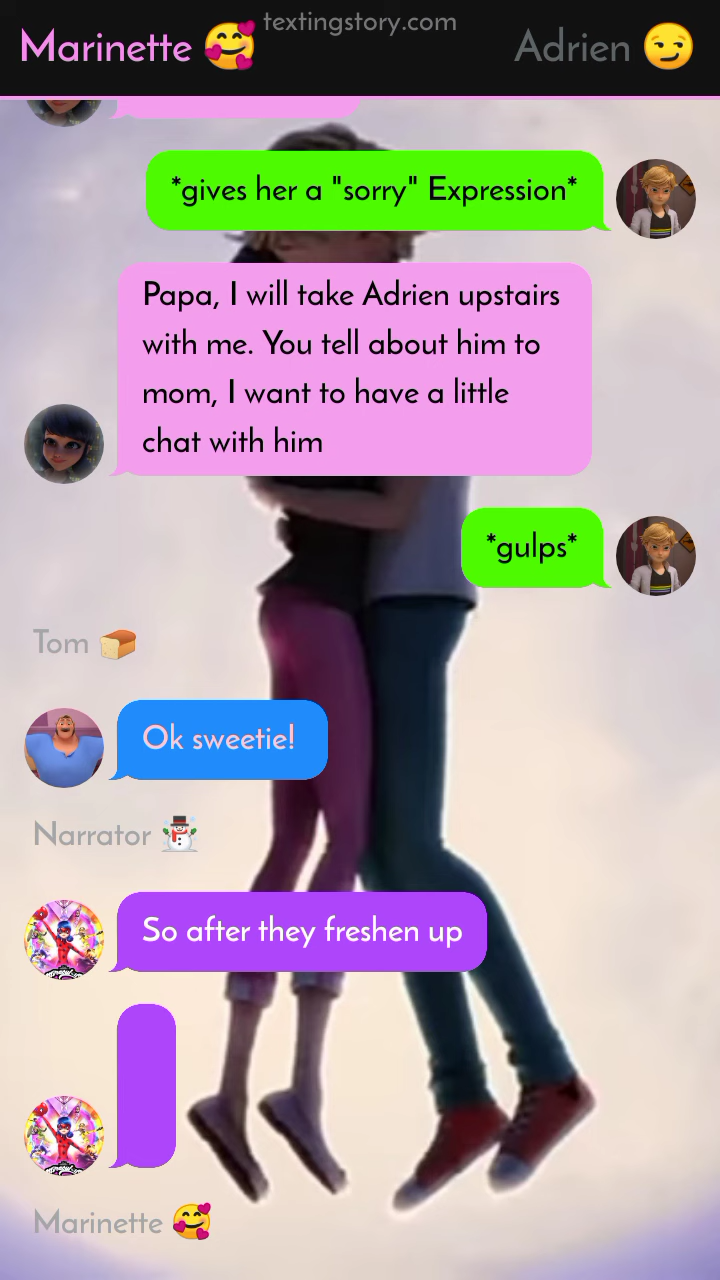 textingstory.com
Marinette 🥰
Adrien 😏
*gives her a "sorry" Expression*
Papa, I will take Adrien upstairs
with me. You tell about him to
mom, I want to have a little
chat with him
*gulps*
Tom 🍞
Ok sweetie!
Narrator ⛄
So after they freshen up
Marinette 🥰